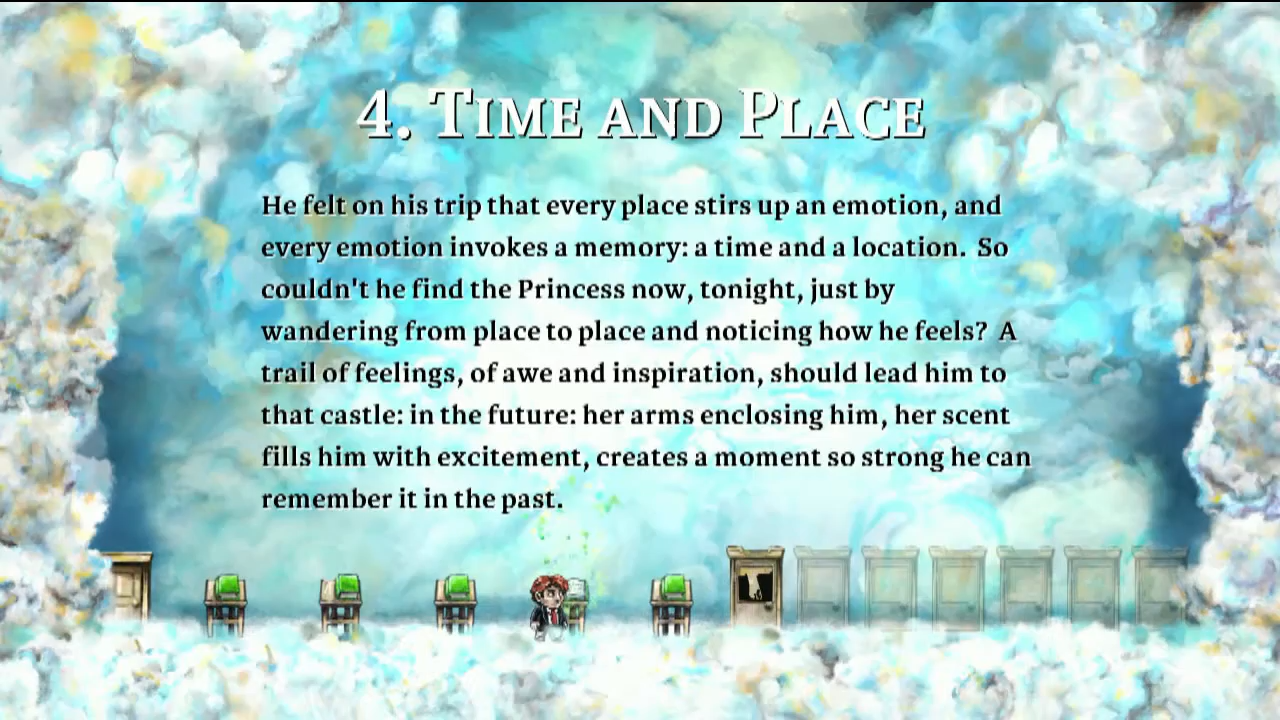 4. Time and Place
He felt on his trip that every place stirs up an emotion, and
every emotion invokes a memory: a time and a location.  So
couldn't he find the Princess now, tonight, just by
wandering from place to place and noticing how he feels?  A
trail of feelings, of awe and inspiration, should lead him to
that castle: in the future: her arms enclosing him, her scent
fills him with excitement, creates a moment so strong he can
remember it in the past.